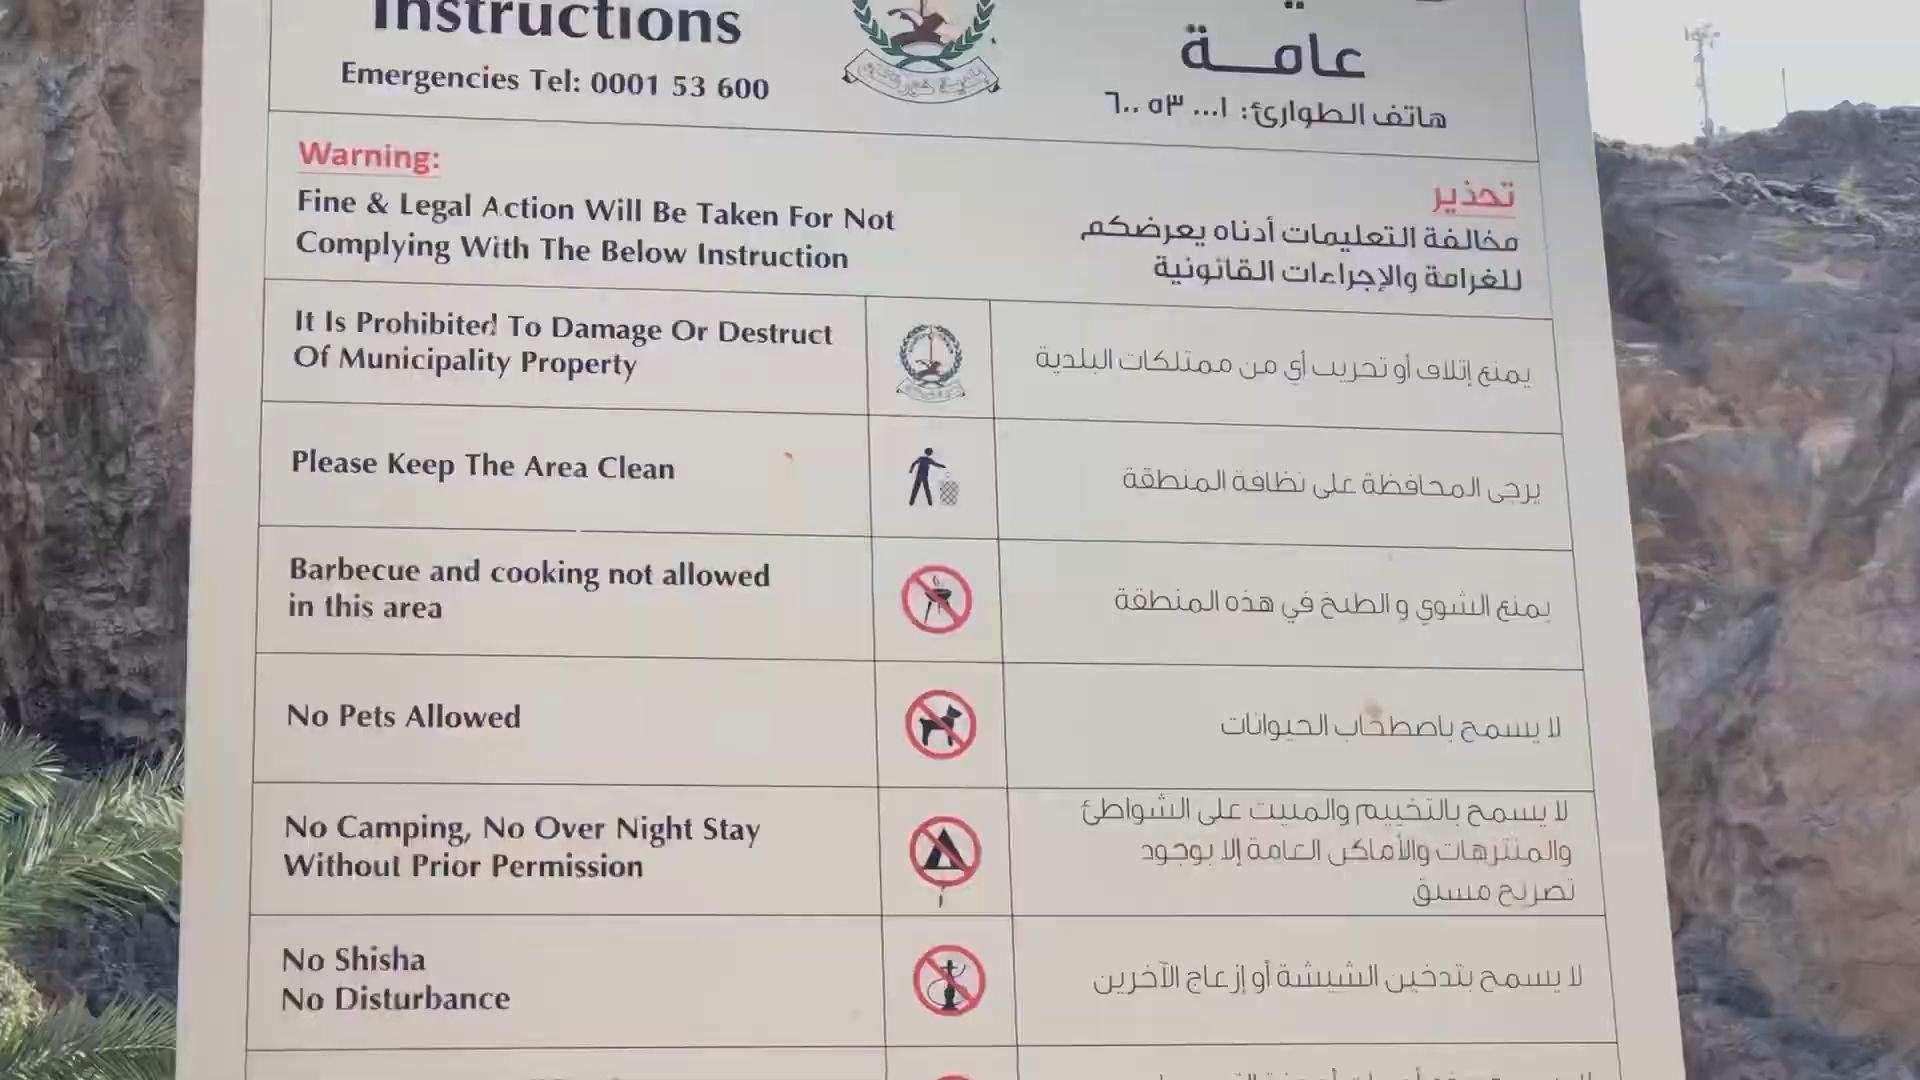 Instructions
Emergencies Tel: 0001 53 600
عامة
هاتف الطوارئ: ٠٠٠١ ٥٣ ٦٠٠
Warning:
Fine & Legal Action Will Be Taken For Not
Complying With The Below Instruction
تحذير
مخالفة التعليمات أدناه يعرضكم
للغرامة والإجراءات القانونية
It Is Prohibited To Damage Or Destruct
Of Municipality Property
يمنع إتلاف أو تخريب أي من ممتلكات البلدية
Please Keep The Area Clean
يرجى المحافظة على نظافة المنطقة
Barbecue and cooking not allowed
in this area
يمنع الشوي و الطبخ في هذه المنطقة
No Pets Allowed
لا يسمح باصطحاب الحيوانات
No Camping, No Over Night Stay
Without Prior Permission
لا يسمح بالتخييم والمبيت على الشواطئ
والمنتزهات والأماكن العامة إلا بوجود
تصريح مسبق
No Shisha
No Disturbance
لا يسمح بتدخين الشيشة أو إزعاج الآخرين